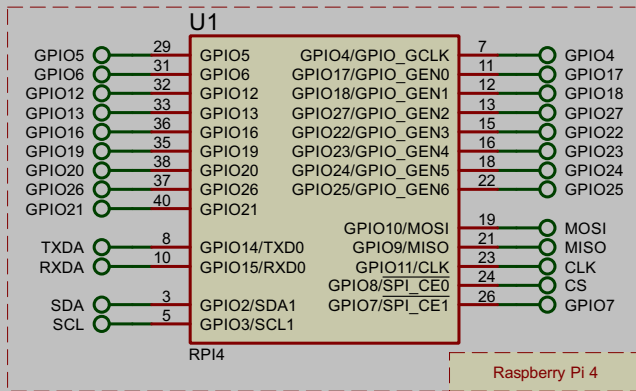 U1
GPIO5 29 GPIO5 GPIO4/GPIO_GCLK 7 GPIO4
GPIO6 31 GPIO6 GPIO17/GPIO_GEN0 11 GPIO17
GPIO12 32 GPIO12 GPIO18/GPIO_GEN1 12 GPIO18
GPIO13 33 GPIO13 GPIO27/GPIO_GEN2 13 GPIO27
GPIO16 36 GPIO16 GPIO22/GPIO_GEN3 15 GPIO22
GPIO19 35 GPIO19 GPIO23/GPIO_GEN4 16 GPIO23
GPIO20 38 GPIO20 GPIO24/GPIO_GEN5 18 GPIO24
GPIO26 37 GPIO26 GPIO25/GPIO_GEN6 22 GPIO25
GPIO21 40 GPIO21
GPIO10/MOSI 19 MOSI
TXDA 8 GPIO14/TXD0 GPIO9/MISO 21 MISO
RXDA 10 GPIO15/RXD0 GPIO11/CLK 23 CLK
GPIO8/SPI_CE0 24 CS
SDA 3 GPIO2/SDA1 GPIO7/SPI_CE1 26 GPIO7
SCL 5 GPIO3/SCL1
RPI4
Raspberry Pi 4